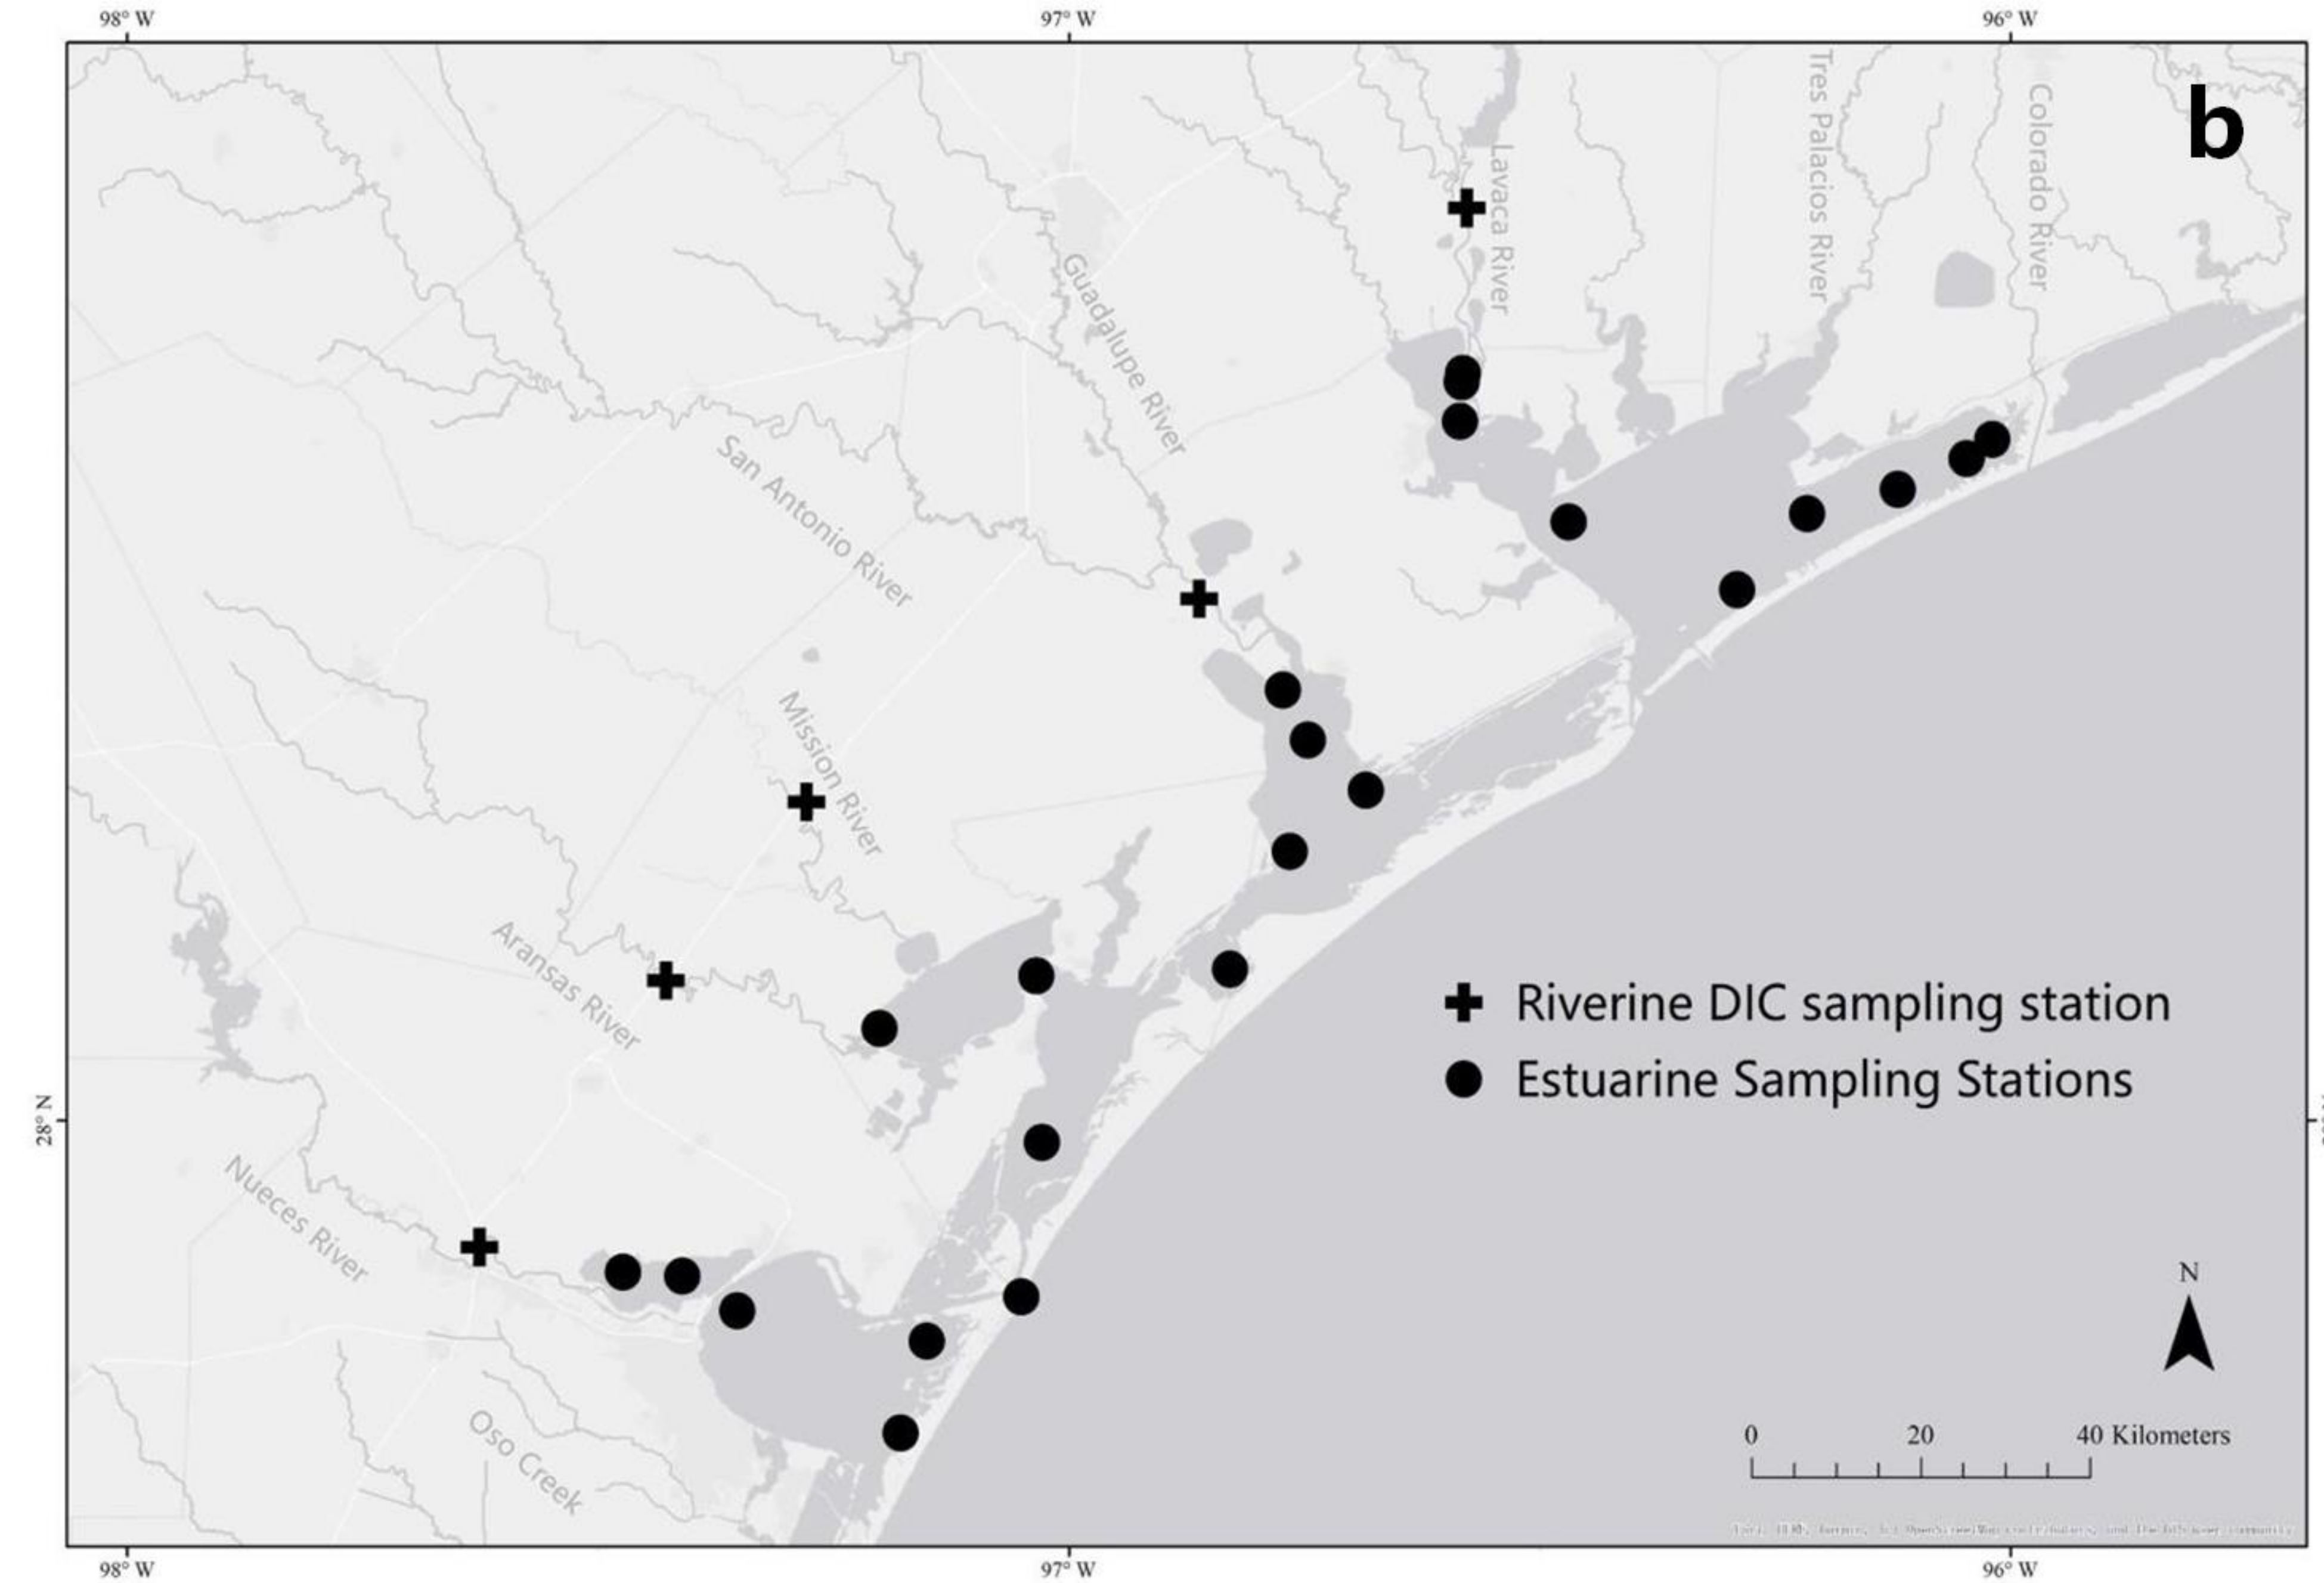 98° W
97° W
96° W
b
Tres Palacios River
Colorado River
Lavaca River
Guadalupe River
San Antonio River
Mission River
Aransas River
Riverine DIC sampling station
Estuarine Sampling Stations
28° N
Nueces River
Oso Creek
N
0 20 40 Kilometers
98° W
97° W
96° W